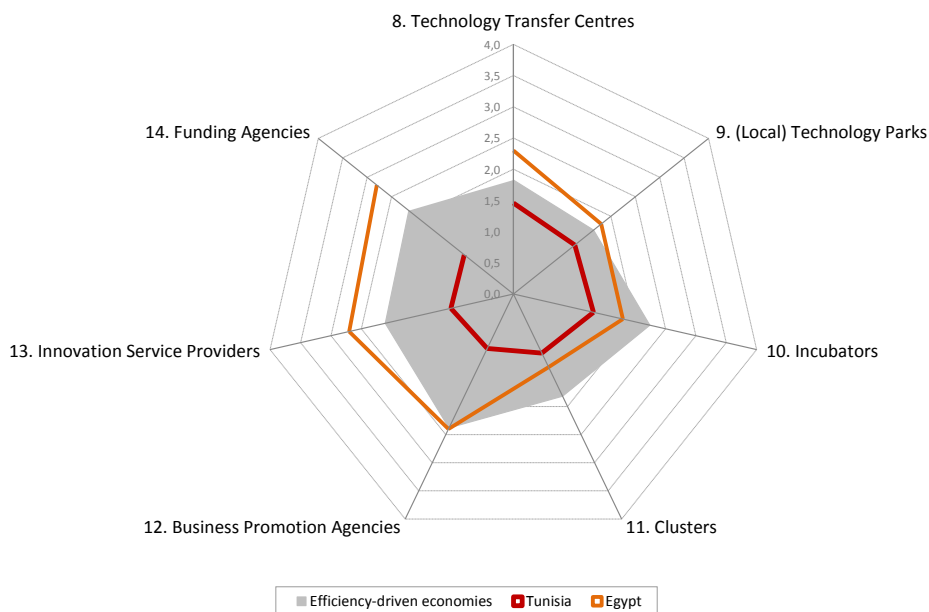 8. Technology Transfer Centres
4,0
3,5
3,0
2,5
2,0
1,5
1,0
0,5
0,0
14. Funding Agencies
9. (Local) Technology Parks
13. Innovation Service Providers
10. Incubators
12. Business Promotion Agencies
11. Clusters
Efficiency-driven economies Tunisia Egypt